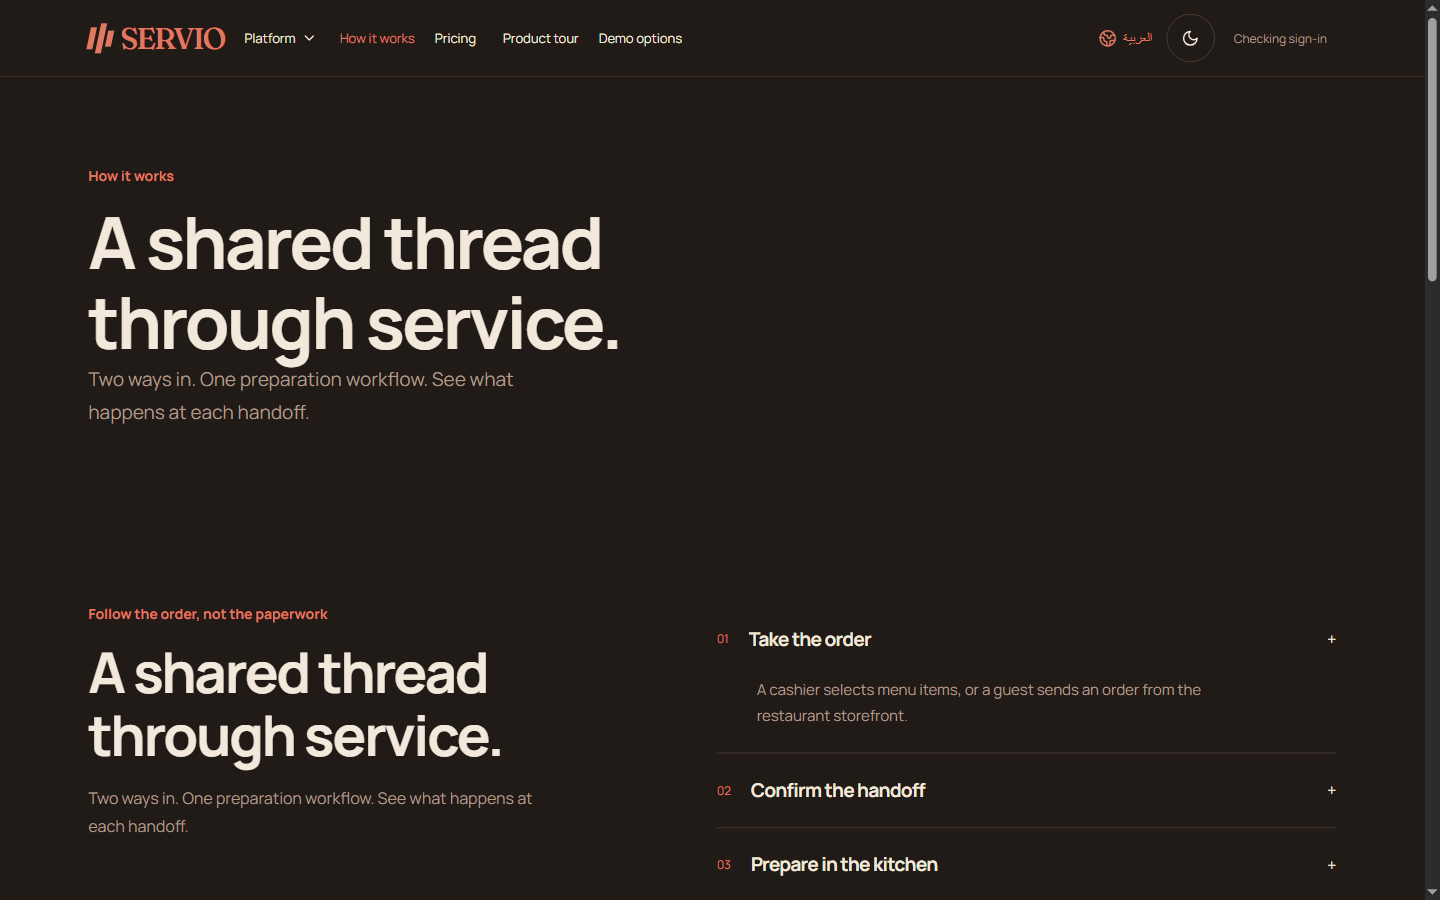 SERVIO
Platform
How it works
Pricing
Product tour
Demo options
العربية
Checking sign-in
How it works
A shared thread
through service.
Two ways in. One preparation workflow. See what
happens at each handoff.
Follow the order, not the paperwork
A shared thread
through service.
Two ways in. One preparation workflow. See what happens at
each handoff.
01 Take the order +
A cashier selects menu items, or a guest sends an order from the
restaurant storefront.
02 Confirm the handoff +
03 Prepare in the kitchen +